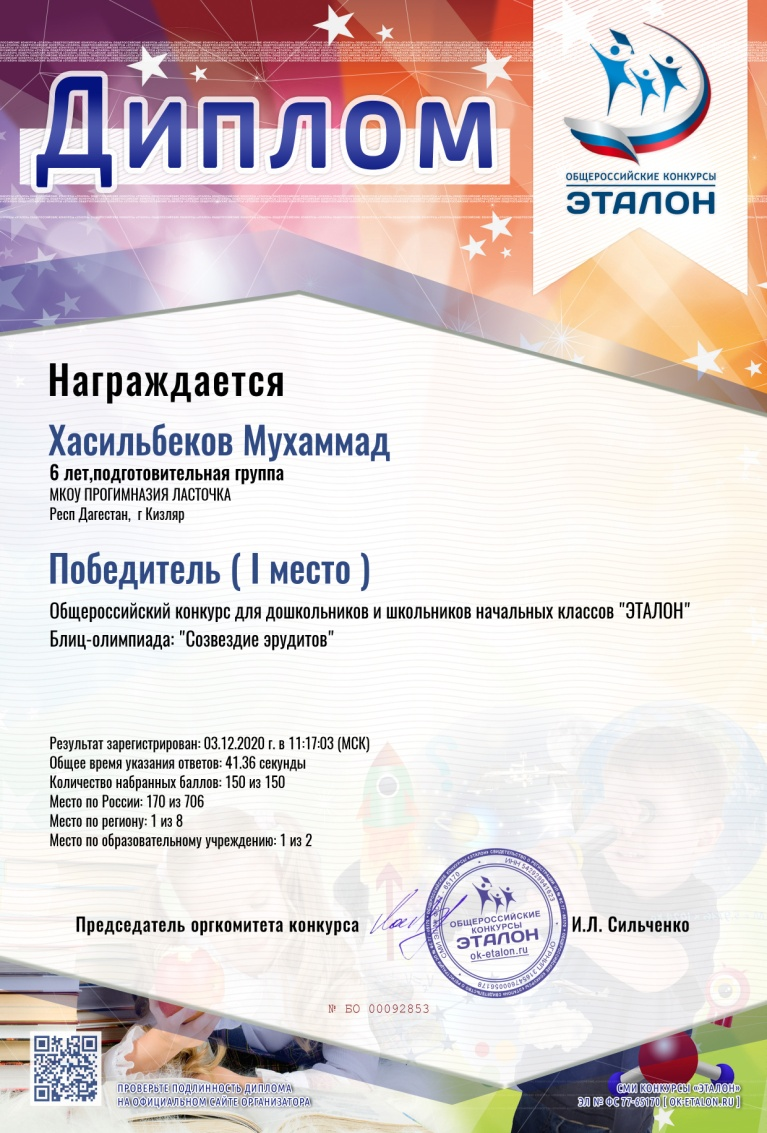 Диплом
ОБЩЕРОССИЙСКИЕ КОНКУРСЫ
ЭТАЛОН
Награждается
Хасильбеков Мухаммад
6 лет,подготовительная группа
МКОУ ПРОГИМНАЗИЯ ЛАСТОЧКА
Респ Дагестан,  г Кизляр
Победитель ( I место )
Общероссийский конкурс для дошкольников и школьников начальных классов "ЭТАЛОН"
Блиц-олимпиада: "Созвездие эрудитов"
Результат зарегистрирован: 03.12.2020 г. в 11:17:03 (МСК)
Общее время указания ответов: 41.36 секунды
Количество набранных баллов: 150 из 150
Место по России: 170 из 706
Место по региону: 1 из 8
Место по образовательному учреждению: 1 из 2
Председатель оргкомитета конкурса
И.Л. Сильченко
ОБЩЕРОССИЙСКИЕ
КОНКУРСЫ
ЭТАЛОН
ok-etalon.ru
№ БО 00092853
ПРОВЕРЬТЕ ПОДЛИННОСТЬ ДИПЛОМА
НА ОФИЦИАЛЬНОМ САЙТЕ ОРГАНИЗАТОРА
СМИ КОНКУРСЫ «ЭТАЛОН»
ЭЛ № ФС 77-65170 [ OK-ETALON.RU ]